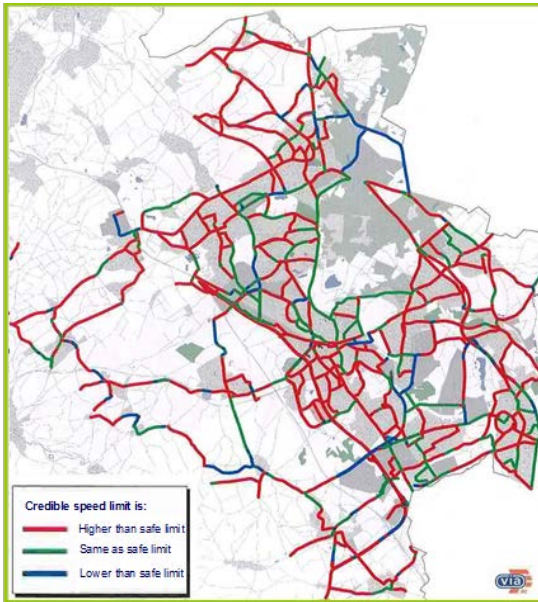 Credible speed limit is:
Higher than safe limit
Same as safe limit
Lower than safe limit
via